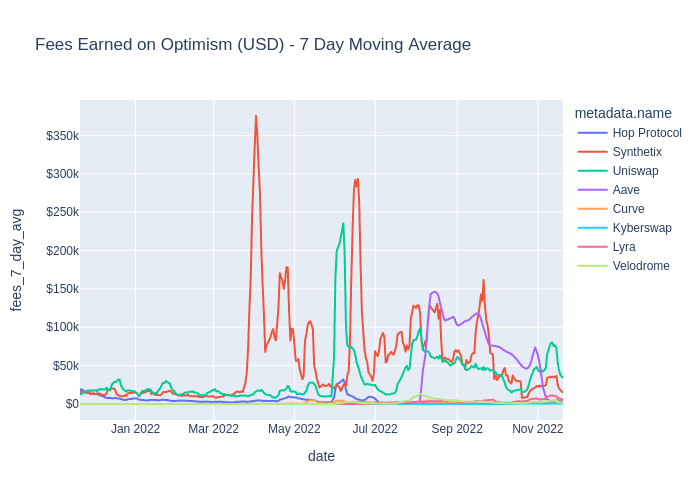 Fees Earned on Optimism (USD) - 7 Day Moving Average
metadata.name
Hop Protocol
Synthetix
Uniswap
Aave
Curve
Kyberswap
Lyra
Velodrome
fees_7_day_avg
$350k
$300k
$250k
$200k
$150k
$100k
$50k
$0
Jan 2022
Mar 2022
May 2022
Jul 2022
Sep 2022
Nov 2022
date